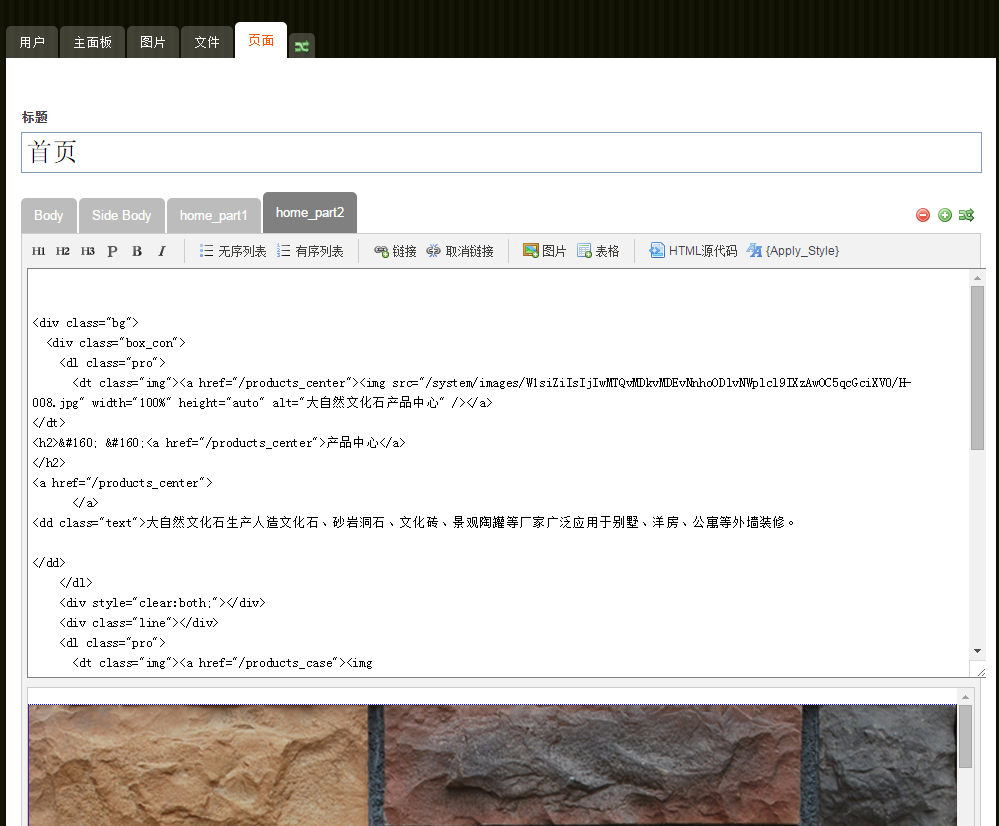 用户 主面板 图片 文件 页面
标题
首页
Body Side Body home_part1 home_part2
H1 H2 H3 P B I 无序列表 有序列表 链接 取消链接 图片 表格 HTML源代码 {Apply_Style}
<div class="bg">
<div class="box_con">
<dl class="pro">
<dt class="img"><a href="/products_center"><img src="/system/images/W1siZiIsIjIwMTQvMDkvMDEvNnhoODlvNWplcl9IXzAwOC5qcGciXV0/H-
008.jpg" width="100%" height="auto" alt="大自然文化石产品中心" /></a>
</dt>
<h2>&#160; &#160;<a href="/products_center">产品中心</a>
</h2>
<a href="/products_center">
</a>
<dd class="text">大自然文化石生产人造文化石、砂岩洞石、文化砖、景观陶罐等厂家广泛应用于别墅、洋房、公寓等外墙装修。
</dd>
</dl>
<div style="clear:both;"></div>
<div class="line"></div>
<dl class="pro">
<dt class="img"><a href="/products_case"><img